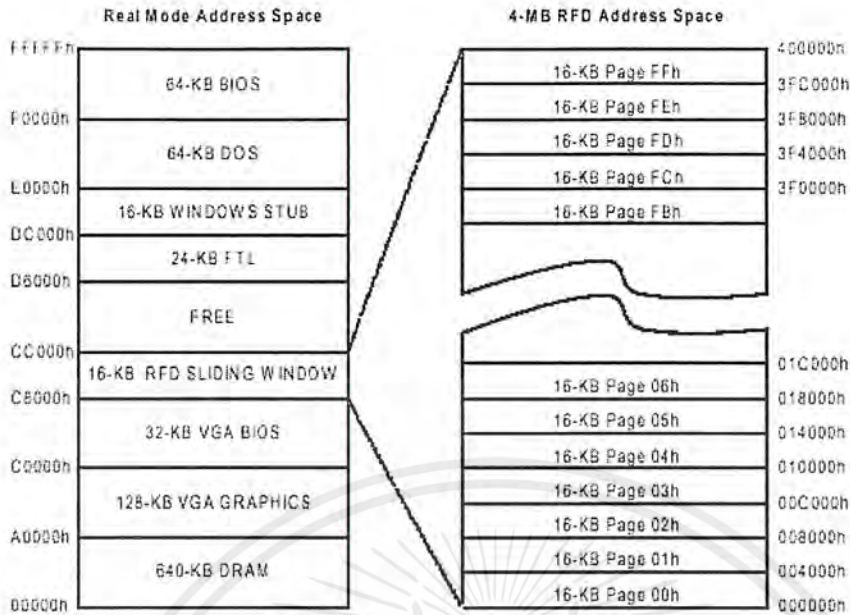 Real Mode Address Space
FFFFFh
64-KB BIOS
F0000h
64-KB DOS
E0000h
16-KB WINDOWS STUB
DC000h
24-KB FTL
D6000h
FREE
CC000h
16-KB RFD SLIDING WINDOW
C8000h
32-KB VGA BIOS
C0000h
128-KB VGA GRAPHICS
A0000h
640-KB DRAM
00000h
4-MB RFD Address Space
400000h
16-KB Page FFh
3FC000h
16-KB Page FEh
3F8000h
16-KB Page FDh
3F4000h
16-KB Page FCh
3F0000h
16-KB Page FBh
01C000h
16-KB Page 06h
018000h
16-KB Page 05h
014000h
16-KB Page 04h
010000h
16-KB Page 03h
00C000h
16-KB Page 02h
008000h
16-KB Page 01h
004000h
16-KB Page 00h
000000h